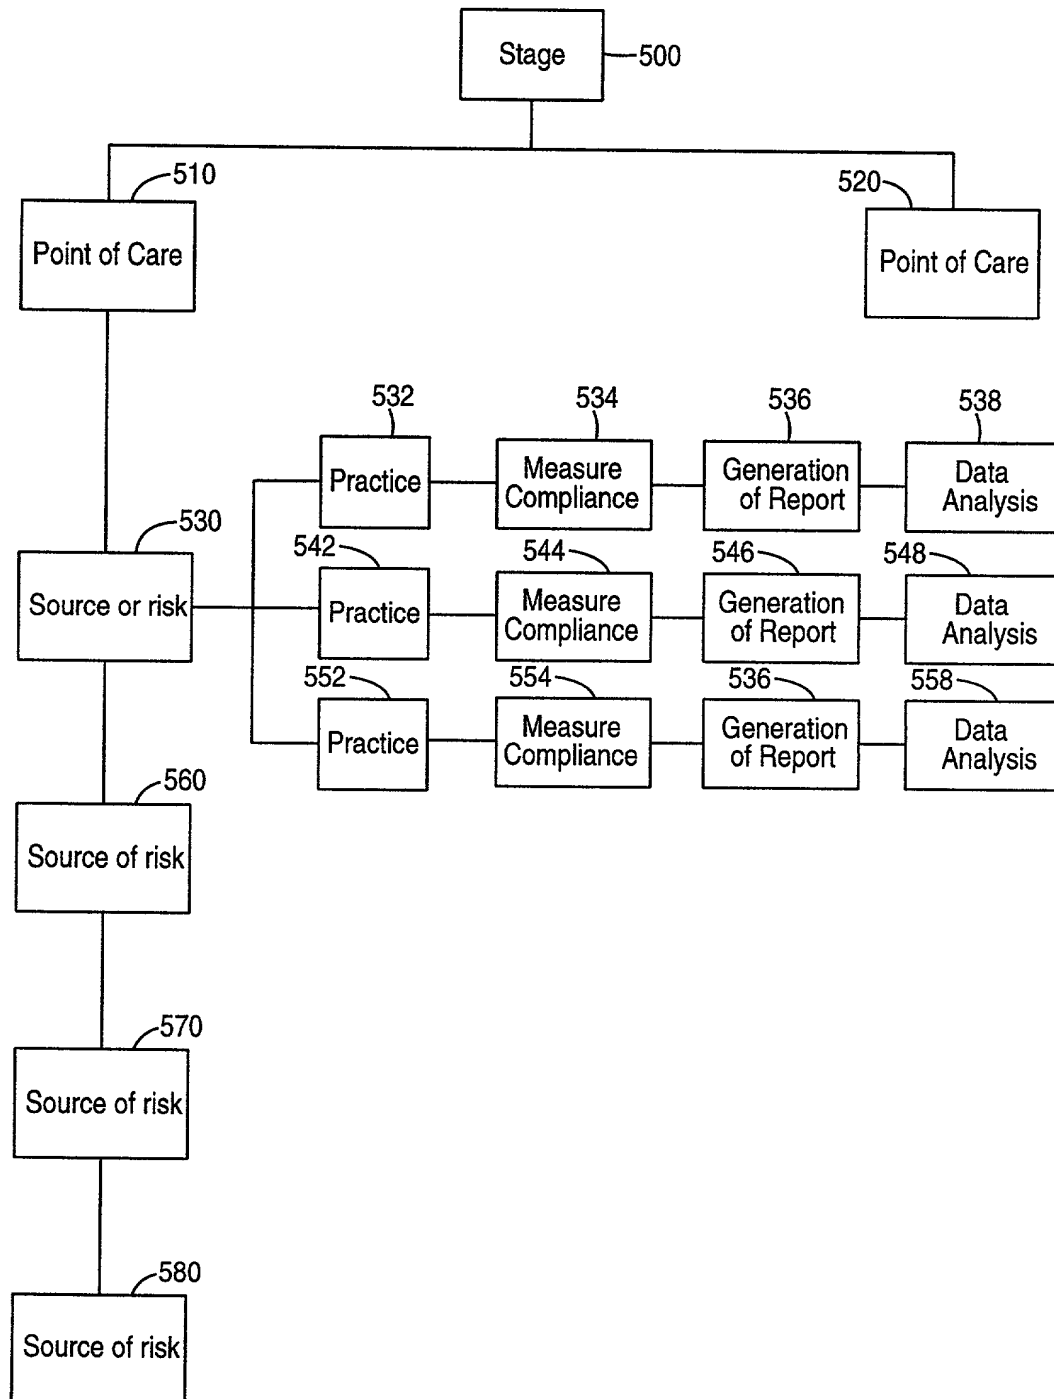 Stage
500
510
520
Point of Care
Point of Care
532
534
536
538
Practice
Measure
Compliance
Generation
of Report
Data
Analysis
530
Source or risk
542
544
546
548
Practice
Measure
Compliance
Generation
of Report
Data
Analysis
552
554
536
558
Practice
Measure
Compliance
Generation
of Report
Data
Analysis
560
Source of risk
570
Source of risk
580
Source of risk